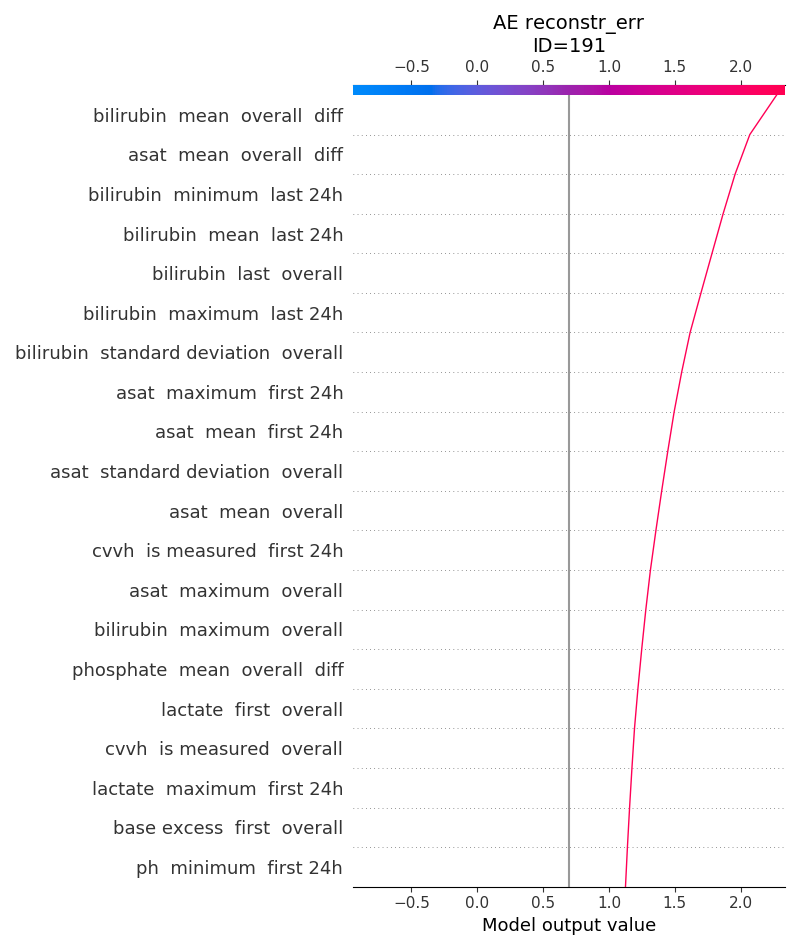 AE reconstr_err
ID=191
−0.5 0.0 0.5 1.0 1.5 2.0
bilirubin mean overall diff
asat mean overall diff
bilirubin minimum last 24h
bilirubin mean last 24h
bilirubin last overall
bilirubin maximum last 24h
bilirubin standard deviation overall
asat maximum first 24h
asat mean first 24h
asat standard deviation overall
asat mean overall
cvvh is measured first 24h
asat maximum overall
bilirubin maximum overall
phosphate mean overall diff
lactate first overall
cvvh is measured overall
lactate maximum first 24h
base excess first overall
ph minimum first 24h
−0.5 0.0 0.5 1.0 1.5 2.0
Model output value